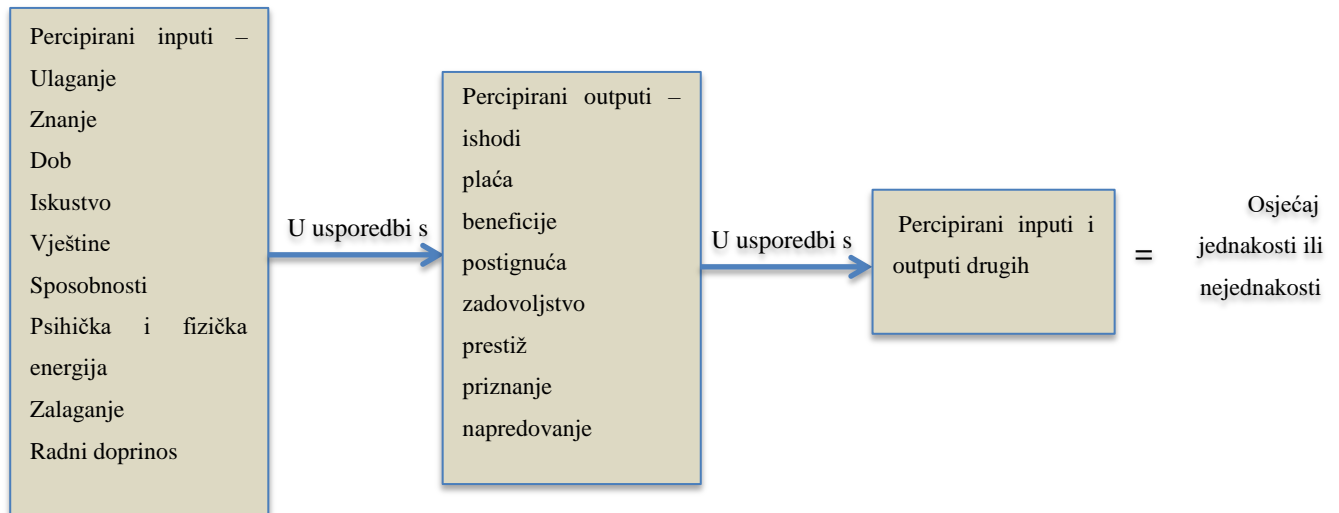 Percipirani inputi –
Ulaganje
Znanje
Dob
Iskustvo
Vještine
Sposobnosti
Psihička i fizička
energija
Zalaganje
Radni doprinos
U usporedbi s
Percipirani outputi –
ishodi
plaća
beneficije
postignuća
zadovoljstvo
prestiž
priznanje
napredovanje
U usporedbi s
Percipirani inputi i
outputi drugih
=
Osjećaj
jednakosti ili
nejednakosti